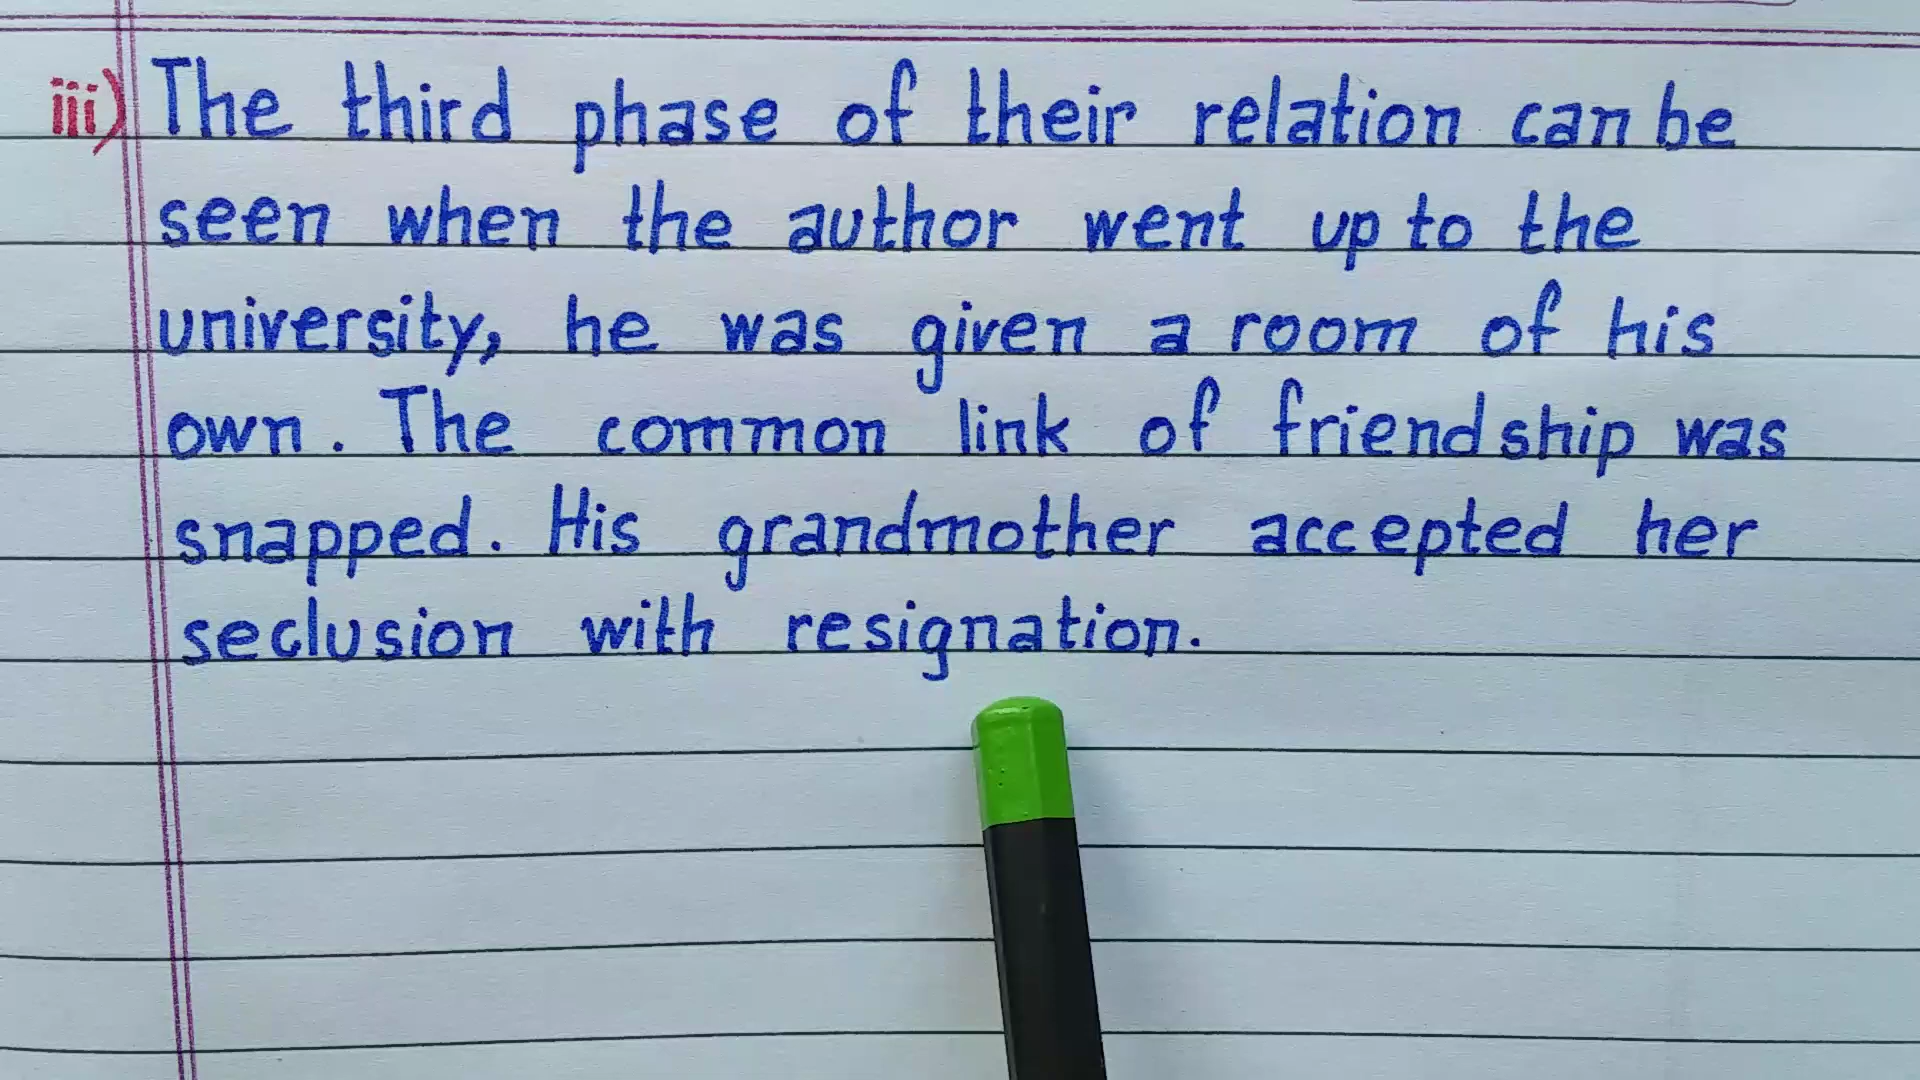 iii) The third phase of their relation can be
seen when the author went up to the
university, he was given a room of his
own. The common link of friendship was
snapped. His grandmother accepted her
seclusion with resignation.